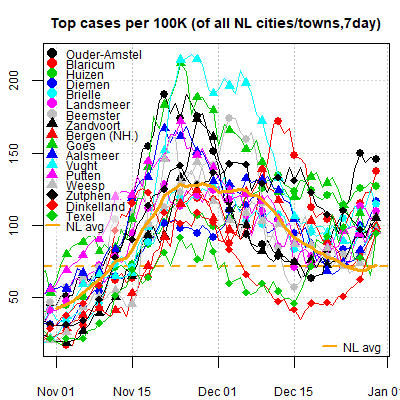 Top cases per 100K (of all NL cities/towns,7day)
Ouder-Amstel
Blaricum
Huizen
Diemen
Brielle
Landsmeer
Beemster
Zandvoort
Bergen (NH.)
Goes
Aalsmeer
Vught
Putten
Weesp
Zutphen
Dinkelland
Texel
NL avg
200
150
100
50
NL avg
Nov 01
Nov 15
Dec 01
Dec 15
Jan 01